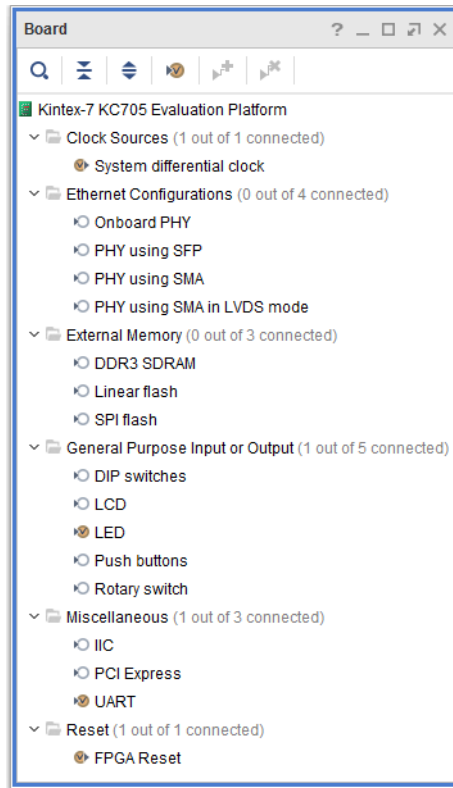 Board
Kintex-7 KC705 Evaluation Platform
Clock Sources (1 out of 1 connected)
System differential clock
Ethernet Configurations (0 out of 4 connected)
Onboard PHY
PHY using SFP
PHY using SMA
PHY using SMA in LVDS mode
External Memory (0 out of 3 connected)
DDR3 SDRAM
Linear flash
SPI flash
General Purpose Input or Output (1 out of 5 connected)
DIP switches
LCD
LED
Push buttons
Rotary switch
Miscellaneous (1 out of 3 connected)
IIC
PCI Express
UART
Reset (1 out of 1 connected)
FPGA Reset